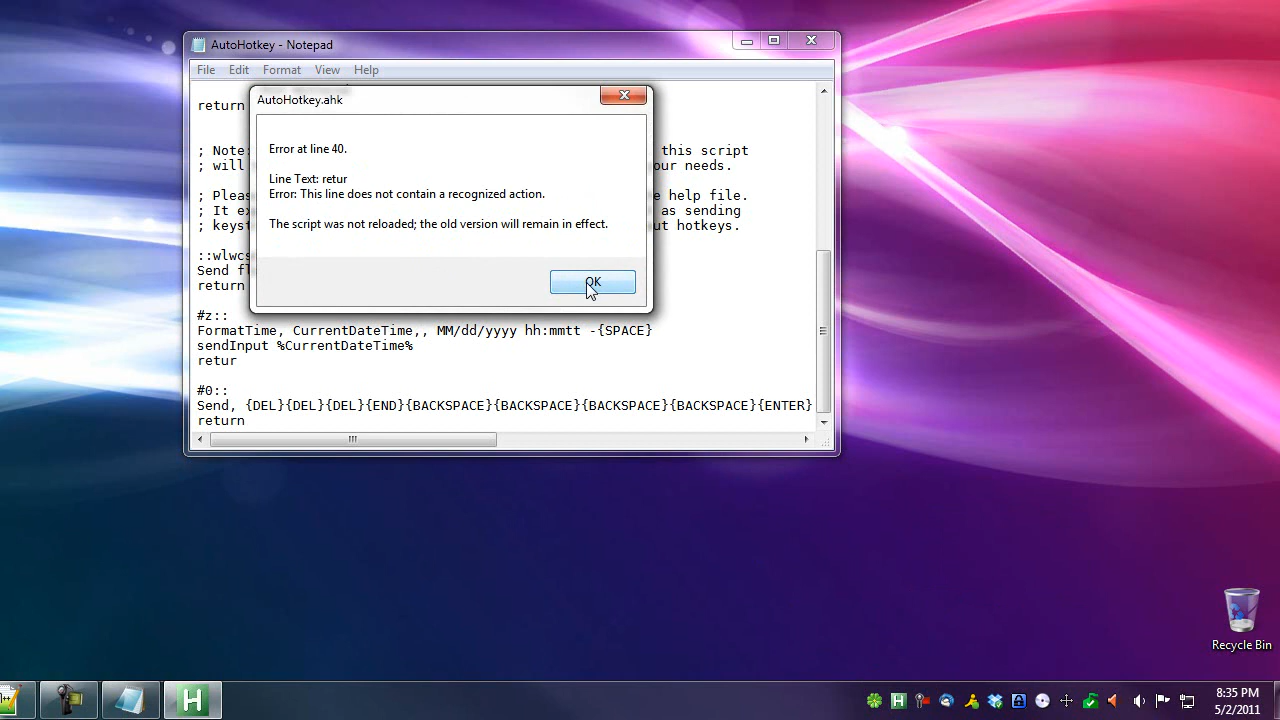 AutoHotkey - Notepad
File Edit Format View Help
return
AutoHotkey.ahk
Error at line 40.
Line Text: retur
Error: This line does not contain a recognized action.
The script was not reloaded; the old version will remain in effect.
OK
; Note: this script
; will our needs.
; Pleas e help file.
; It ex as sending
; keyst ut hotkeys.
::wlwcs
Send fl
return
#z::
FormatTime, CurrentDateTime,, MM/dd/yyyy hh:mmtt -{SPACE}
sendInput %CurrentDateTime%
retur
#0::
Send, {DEL}{DEL}{DEL}{END}{BACKSPACE}{BACKSPACE}{BACKSPACE}{BACKSPACE}{ENTER}
return
Recycle Bin
H
8:35 PM
5/2/2011